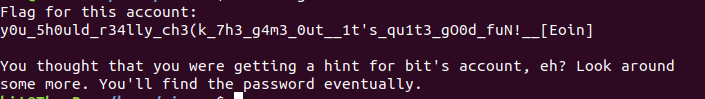 Flag for this account:
y0u_5h0uld_r34lly_ch3(k_7h3_g4m3_0ut__1t's_qu1t3_gO0d_fuN!__[Eoin]
You thought that you were getting a hint for bit's account, eh? Look around
some more. You'll find the password eventually.